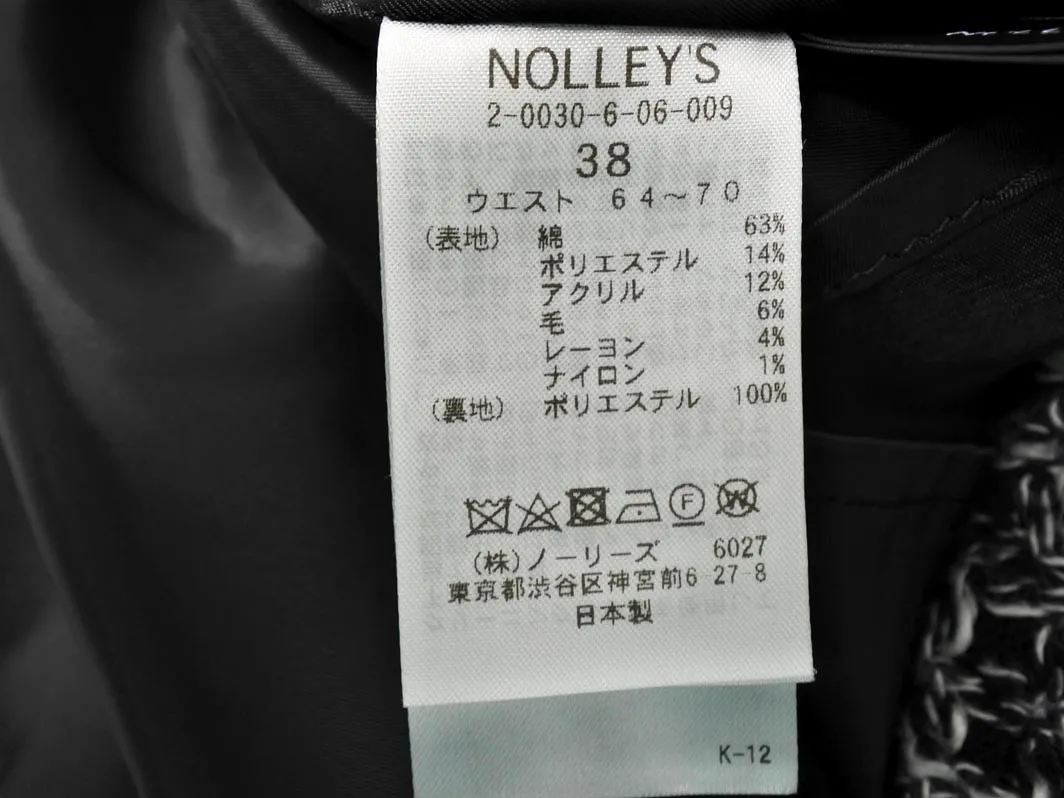 NOLLEY'S
2-0030-6-06-009
38
ウエスト 64～70
(表地) 綿 63%
ポリエステル 14%
アクリル 12%
毛 6%
レーヨン 4%
ナイロン 1%
(裏地) ポリエステル 100%
F W
(株)ノーリーズ 6027
東京都渋谷区神宮前6-27-8
日本製
K-12